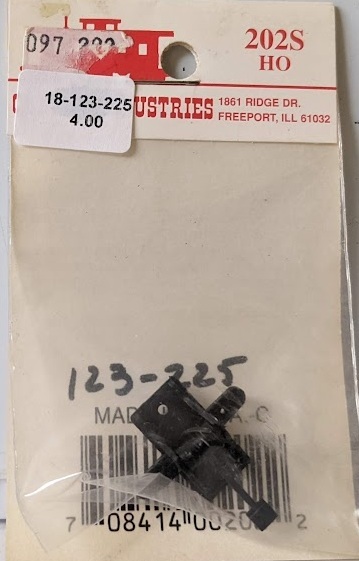 097 202
202S
HO
18-123-225
4.00
USTRIES
1861 RIDGE DR.
FREEPORT, ILL 61032
123-225
MAD
7 08414 0020 2